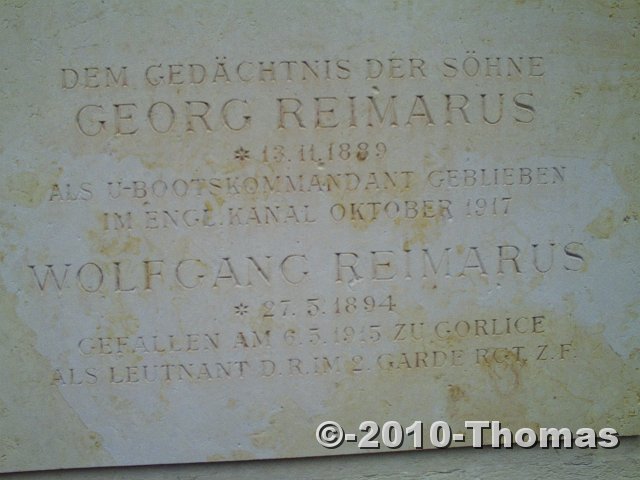 DEM GEDÄCHTNIS DER SÖHNE
GEORG REIMARUS
* 13.11.1889
ALS U-BOOTSKOMMANDANT GEBLIEBEN
IM ENGL. KANAL OKTOBER 1917
WOLFGANG REIMARUS
* 27.3.1894
GEFALLEN AM 6.5.1915 ZU GORLICE
ALS LEUTNANT D.R. IM 2. GARDE RGT. Z.F.
©-2010-Thomas